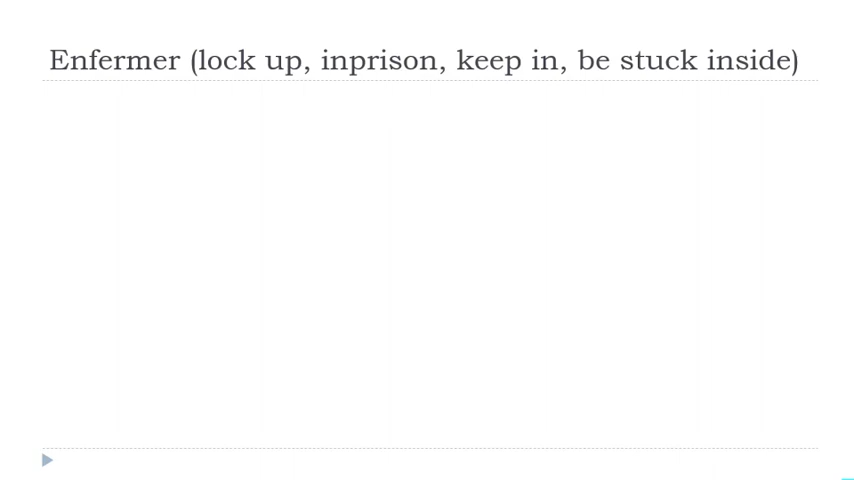 Enfermer (lock up, inprison, keep in, be stuck inside)